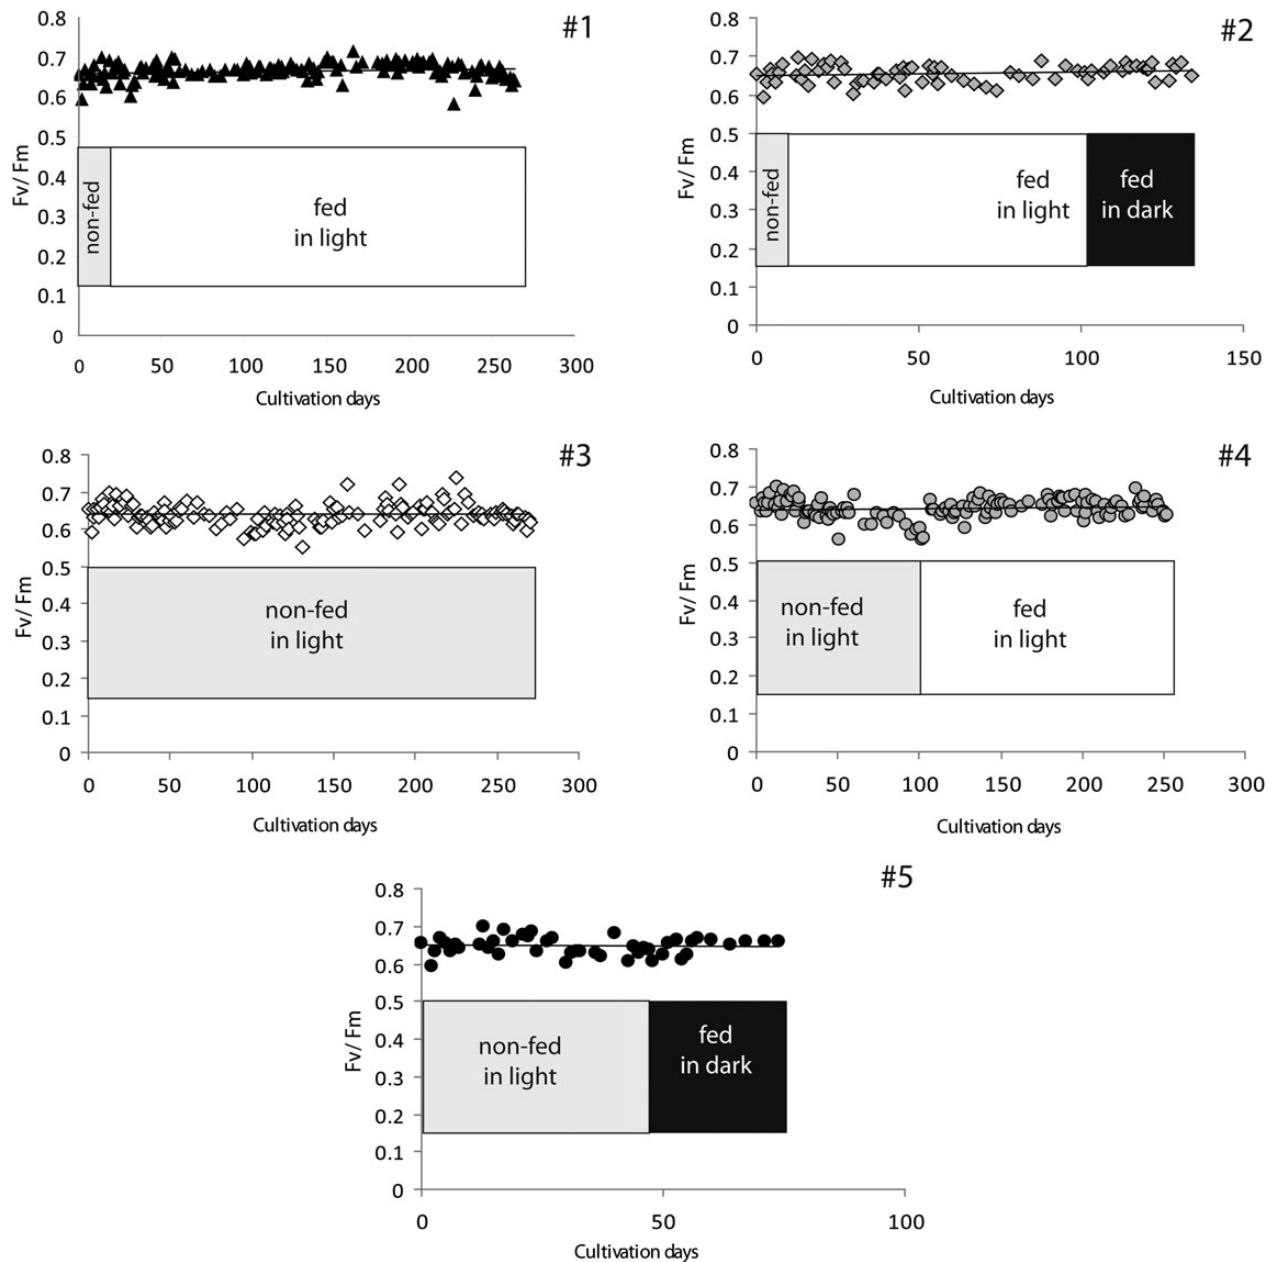 #1
0.8
0.7
0.6
0.5
0.4
0.3
0.2
0.1
0
Fv/ Fm
non-fed
fed
in light
0 50 100 150 200 250 300
Cultivation days
#2
0.8
0.7
0.6
0.5
0.4
0.3
0.2
0.1
0
Fv/ Fm
non-fed
fed
in light
fed
in dark
0 50 100 150
Cultivation days
#3
0.8
0.7
0.6
0.5
0.4
0.3
0.2
0.1
0
Fv/ Fm
non-fed
in light
0 50 100 150 200 250 300
Cultivation days
#4
0.8
0.7
0.6
0.5
0.4
0.3
0.2
0.1
0
Fv/ Fm
non-fed
in light
fed
in light
0 50 100 150 200 250 300
Cultivation days
#5
0.8
0.7
0.6
0.5
0.4
0.3
0.2
0.1
0
Fv/ Fm
non-fed
in light
fed
in dark
0 50 100
Cultivation days